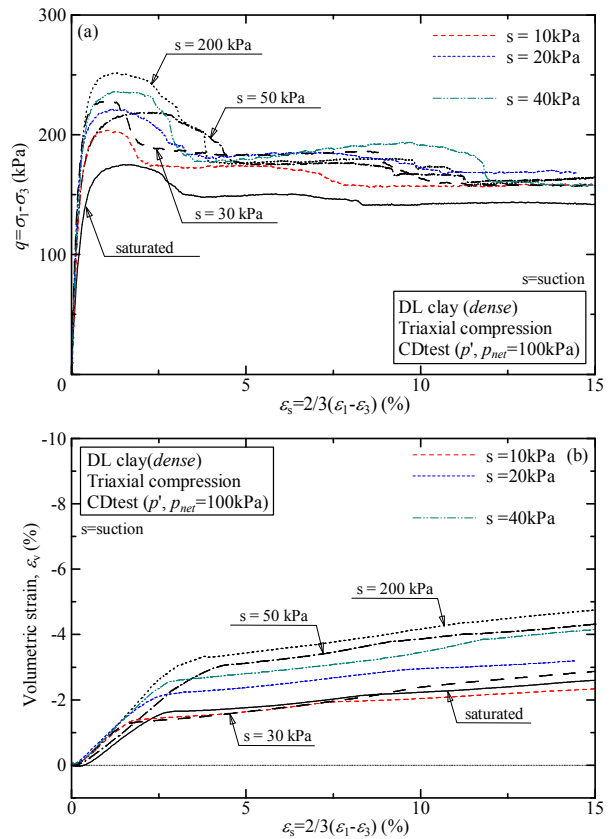 (a)
s = 200 kPa
s = 10kPa
s = 20kPa
s = 50 kPa
s = 40kPa
s = 30 kPa
saturated
s=suction
DL clay (dense)
Triaxial compression
CDtest (p', pnet=100kPa)
300
200
100
0
q=σ1-σ3 (kPa)
0
5
10
15
εs=2/3(ε1-ε3) (%)
(b)
DL clay(dense)
Triaxial compression
CDtest (p', pnet=100kPa)
s=suction
s =10kPa
s =20kPa
s =40kPa
s = 200 kPa
s = 50 kPa
saturated
s = 30 kPa
-10
-8
-6
-4
-2
0
Volumetric strain, εv (%)
0
5
10
15
εs=2/3(ε1-ε3) (%)